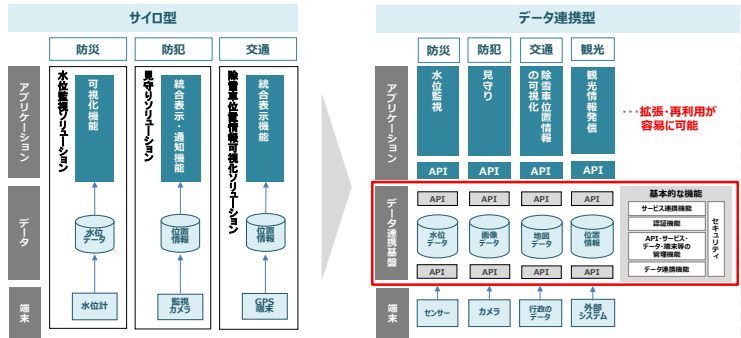 サイロ型
防災
防犯
交通
アプリケーション
データ
端末
水位監視ソリューション
可視化機能
水位
データ
水位計
見守りソリューション
統合表示・通知機能
位置
情報
監視
カメラ
除雪車位置情報可視化ソリューション
統合表示機能
位置
情報
GPS
端末
データ連携型
防災
防犯
交通
観光
アプリケーション
データ連携基盤
端末
水位監視
見守り
除雪車位置情報
の可視化
観光情報発信
・・・拡張・再利用が
容易に可能
API
API
API
API
API
API
API
API
水位
データ
画像
データ
地図
データ
位置
情報
API
API
API
API
センサー
カメラ
行政の
データ
外部
システム
基本的な機能
サービス連携機能
認証機能
API・サービス・
データ・端末等の
管理機能
データ連携機能
セキュリティ